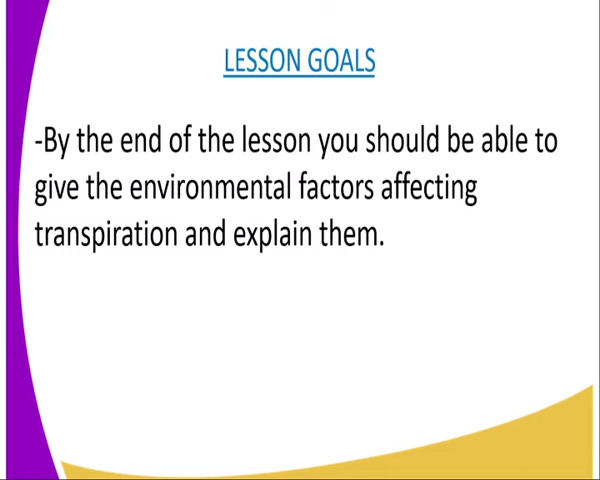 LESSON GOALS
-By the end of the lesson you should be able to
give the environmental factors affecting
transpiration and explain them.